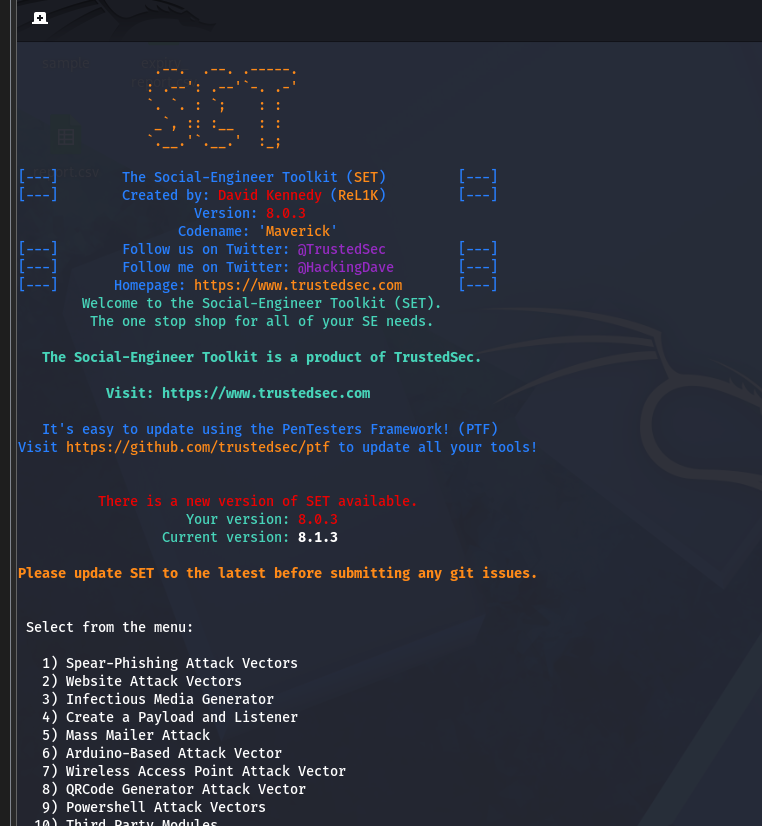 [---]        The Social-Engineer Toolkit (SET)         [---]
[---]        Created by: David Kennedy (ReL1K)         [---]
Version: 8.0.3
Codename: 'Maverick'
[---]        Follow us on Twitter: @TrustedSec         [---]
[---]        Follow me on Twitter: @HackingDave        [---]
[---]       Homepage: https://www.trustedsec.com       [---]
Welcome to the Social-Engineer Toolkit (SET).
The one stop shop for all of your SE needs.
The Social-Engineer Toolkit is a product of TrustedSec.
Visit: https://www.trustedsec.com
It's easy to update using the PenTesters Framework! (PTF)
Visit https://github.com/trustedsec/ptf to update all your tools!
There is a new version of SET available.
Your version: 8.0.3
Current version: 8.1.3
Please update SET to the latest before submitting any git issues.
Select from the menu:
1) Spear-Phishing Attack Vectors
2) Website Attack Vectors
3) Infectious Media Generator
4) Create a Payload and Listener
5) Mass Mailer Attack
6) Arduino-Based Attack Vector
7) Wireless Access Point Attack Vector
8) QRCode Generator Attack Vector
9) Powershell Attack Vectors
10) Third Party Modules